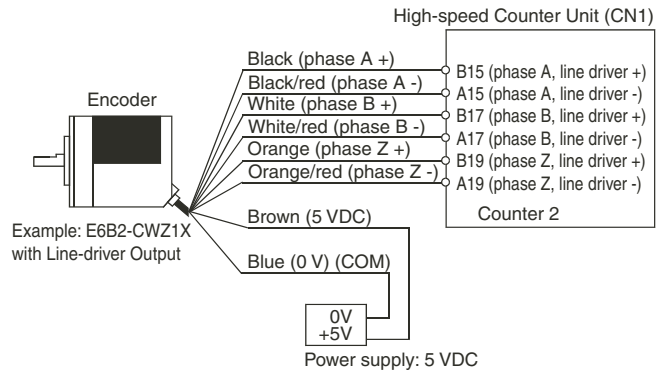 High-speed Counter Unit (CN1)
Black (phase A +)
Black/red (phase A -)
White (phase B +)
White/red (phase B -)
Orange (phase Z +)
Orange/red (phase Z -)
B15 (phase A, line driver +)
A15 (phase A, line driver -)
B17 (phase B, line driver +)
A17 (phase B, line driver -)
B19 (phase Z, line driver +)
A19 (phase Z, line driver -)
Counter 2
Encoder
Example: E6B2-CWZ1X
with Line-driver Output
Brown (5 VDC)
Blue (0 V) (COM)
0V
+5V
Power supply: 5 VDC